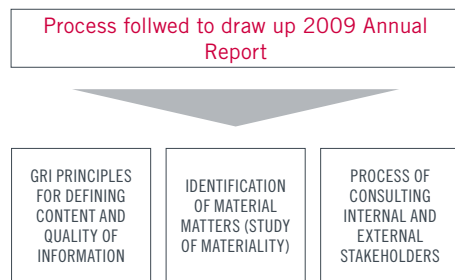 Process follwed to draw up 2009 Annual
Report
GRI PRINCIPLES
FOR DEFINING
CONTENT AND
QUALITY OF
INFORMATION
IDENTIFICATION
OF MATERIAL
MATTERS (STUDY
OF MATERIALITY)
PROCESS OF
CONSULTING
INTERNAL AND
EXTERNAL
STAKEHOLDERS